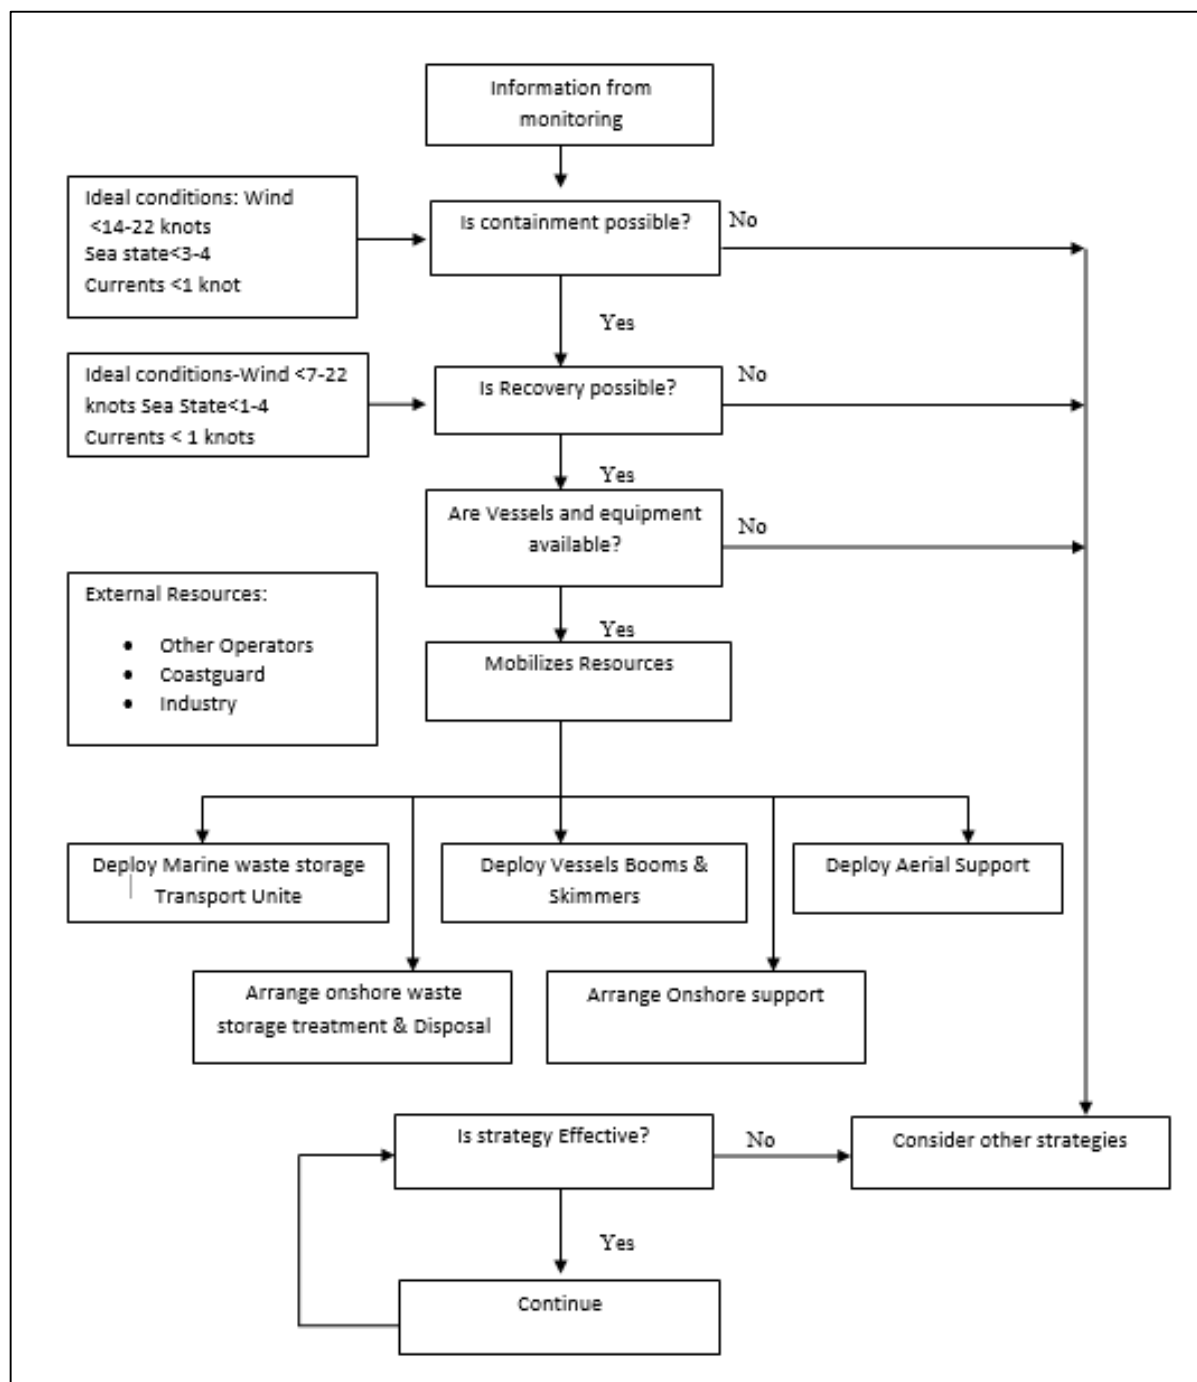 Information from
monitoring
Ideal conditions: Wind
<14-22 knots
Sea state<3-4
Currents <1 knot
Is containment possible?
No
Yes
Ideal conditions-Wind <7-22
knots Sea State<1-4
Currents < 1 knots
Is Recovery possible?
No
Yes
Are Vessels and equipment
available?
No
Yes
External Resources:
• Other Operators
• Coastguard
• Industry
Mobilizes Resources
Deploy Marine waste storage
Transport Unite
Deploy Vessels Booms &
Skimmers
Deploy Aerial Support
Arrange onshore waste
storage treatment & Disposal
Arrange Onshore support
Is strategy Effective?
No
Consider other strategies
Yes
Continue